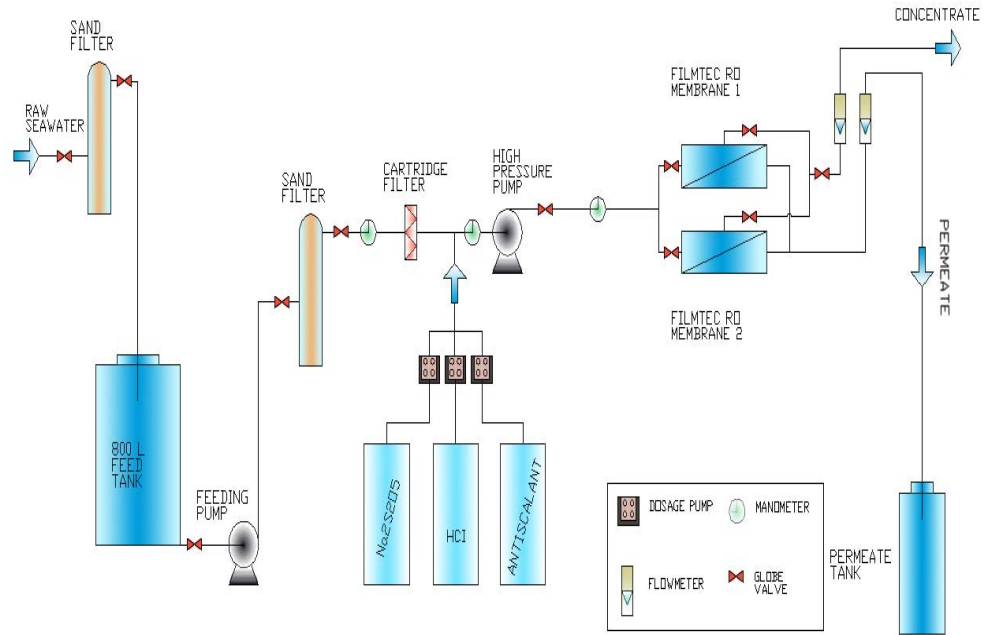 CONCENTRATE
SAND
FILTER
RAW
SEAWATER
FILMTEC RO
MEMBRANE 1
HIGH
PRESSURE
PUMP
CARTRIDGE
FILTER
SAND
FILTER
PERMEATE
FILMTEC RO
MEMBRANE 2
800 L
FEED
TANK
FEEDING
PUMP
Na2S2O5
HCl
ANTISCALANT
DOSAGE PUMP
MANOMETER
FLOWMETER
GLOBE
VALVE
PERMEATE
TANK